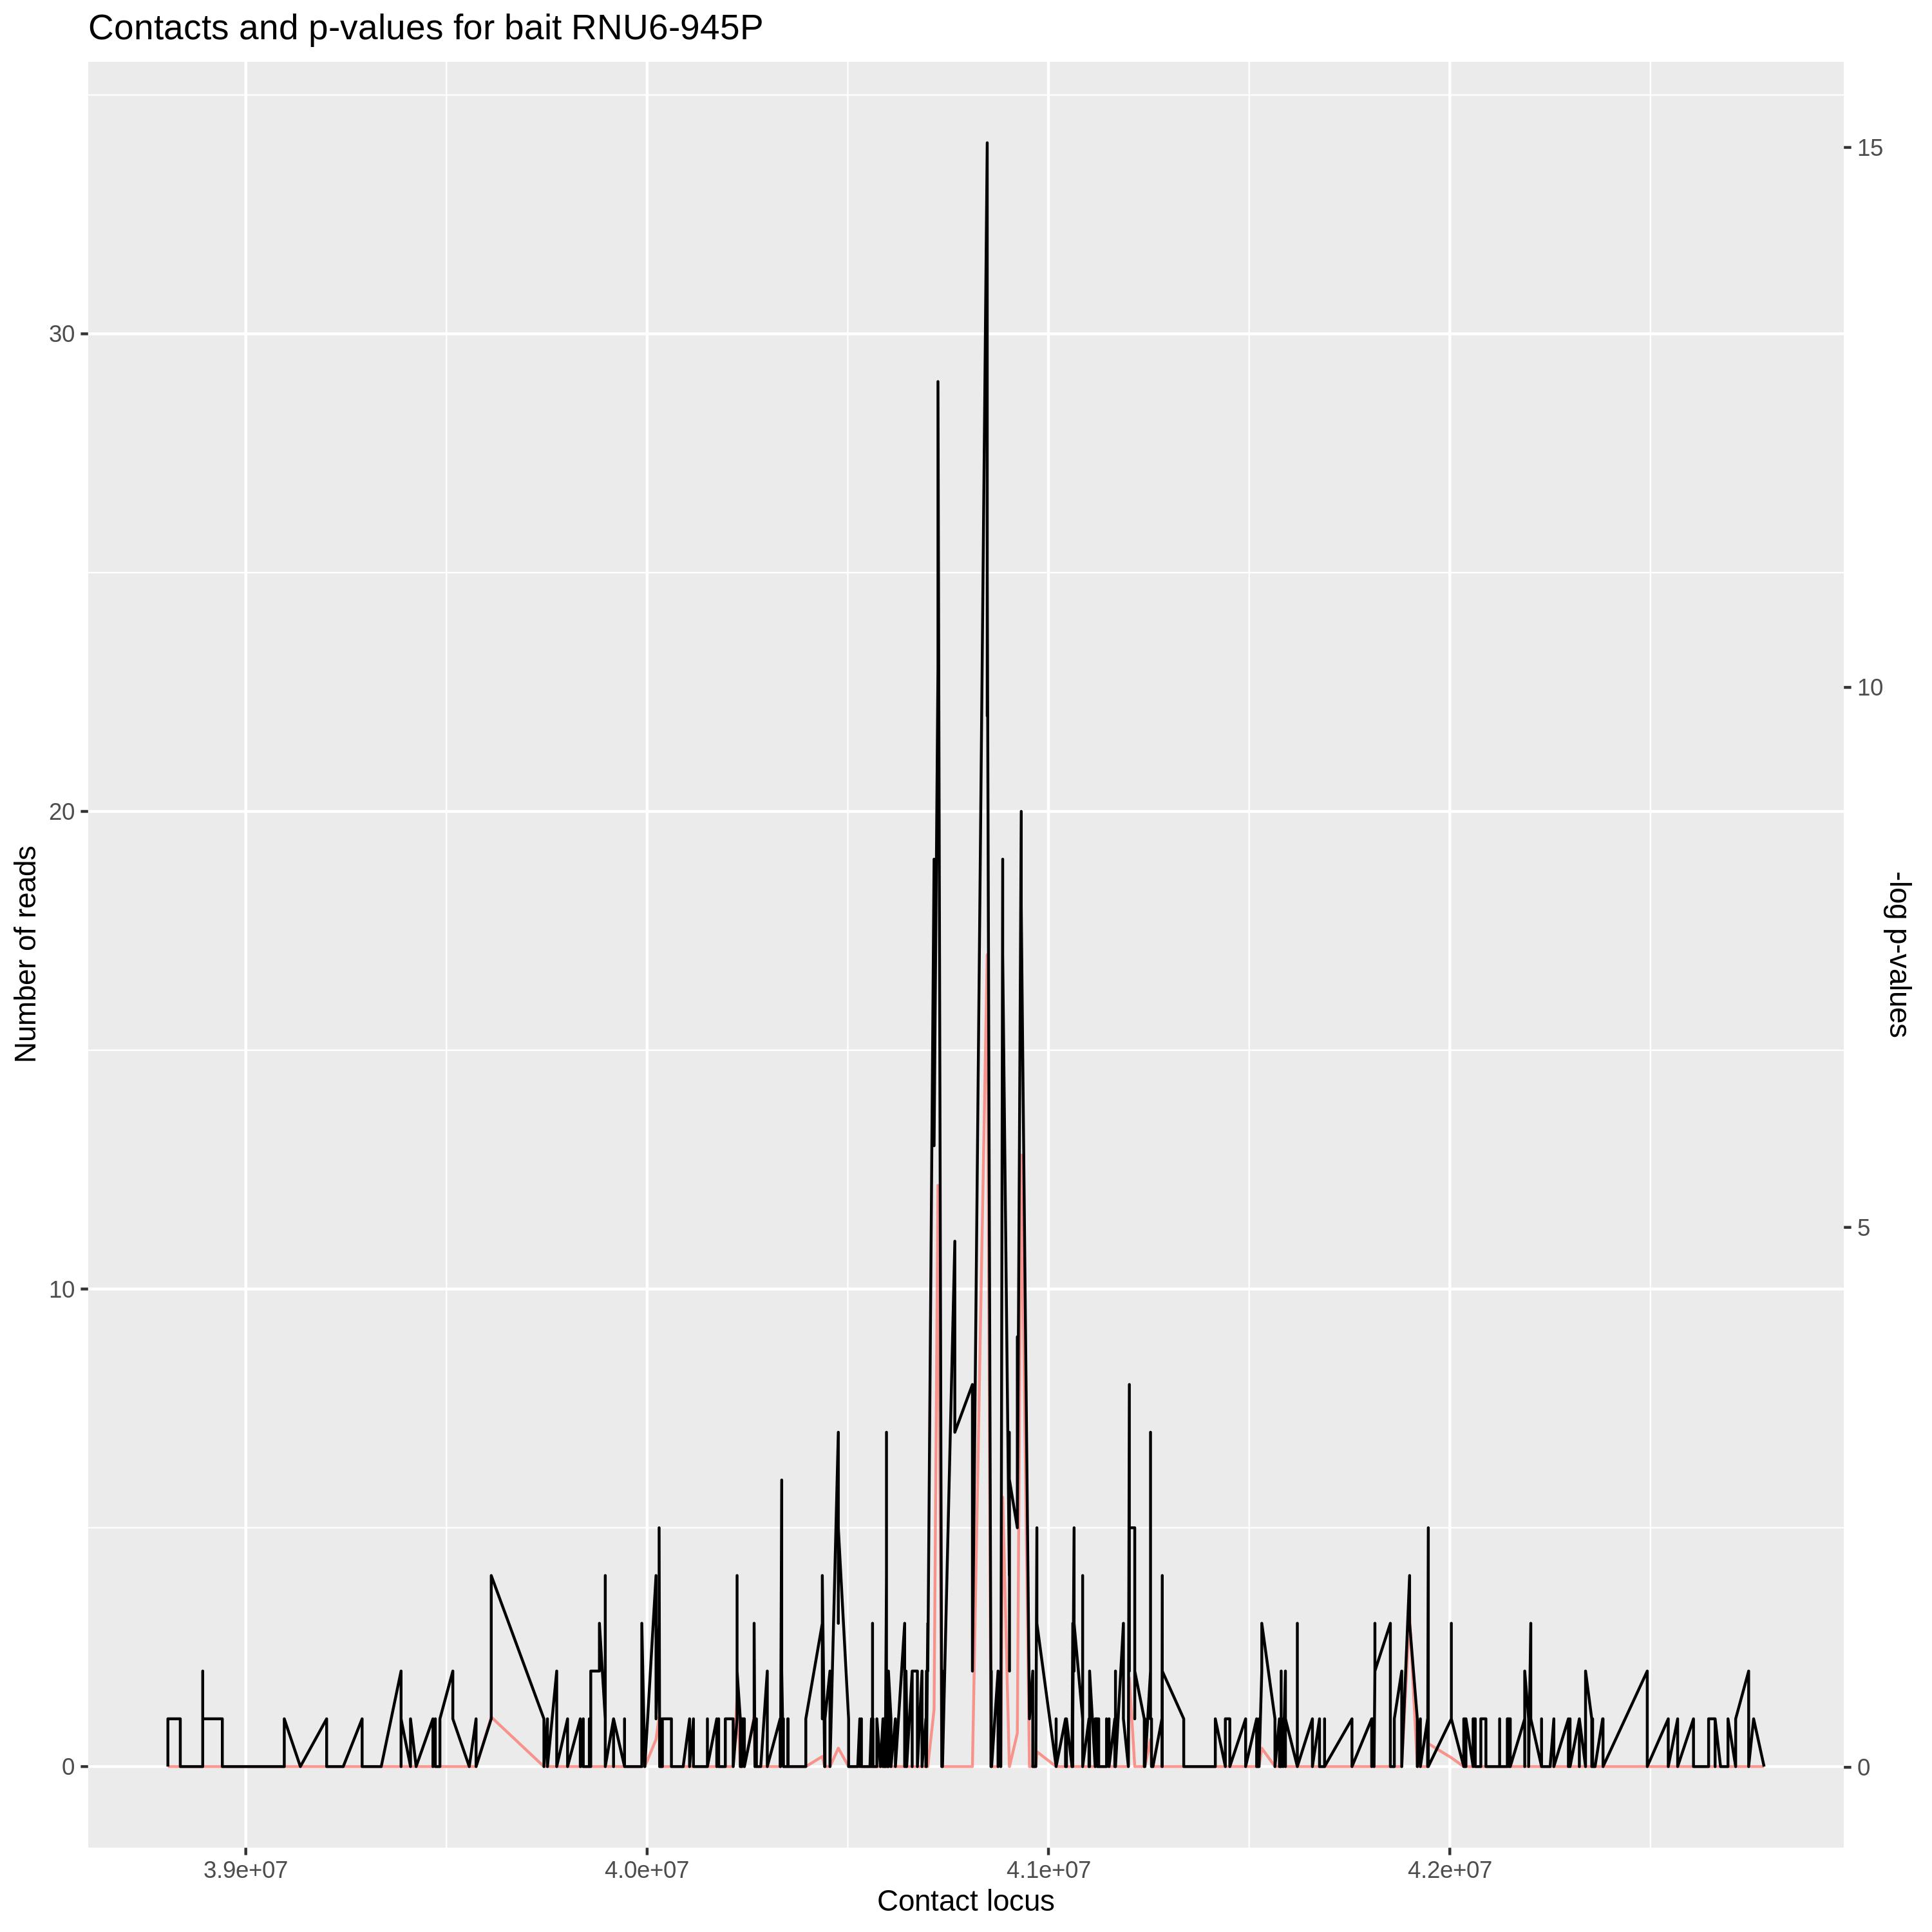 Contacts and p-values for bait RNU6-945P
Number of reads
30
20
10
0
15
10
5
0
-log p-values
3.9e+07 4.0e+07 4.1e+07 4.2e+07
Contact locus